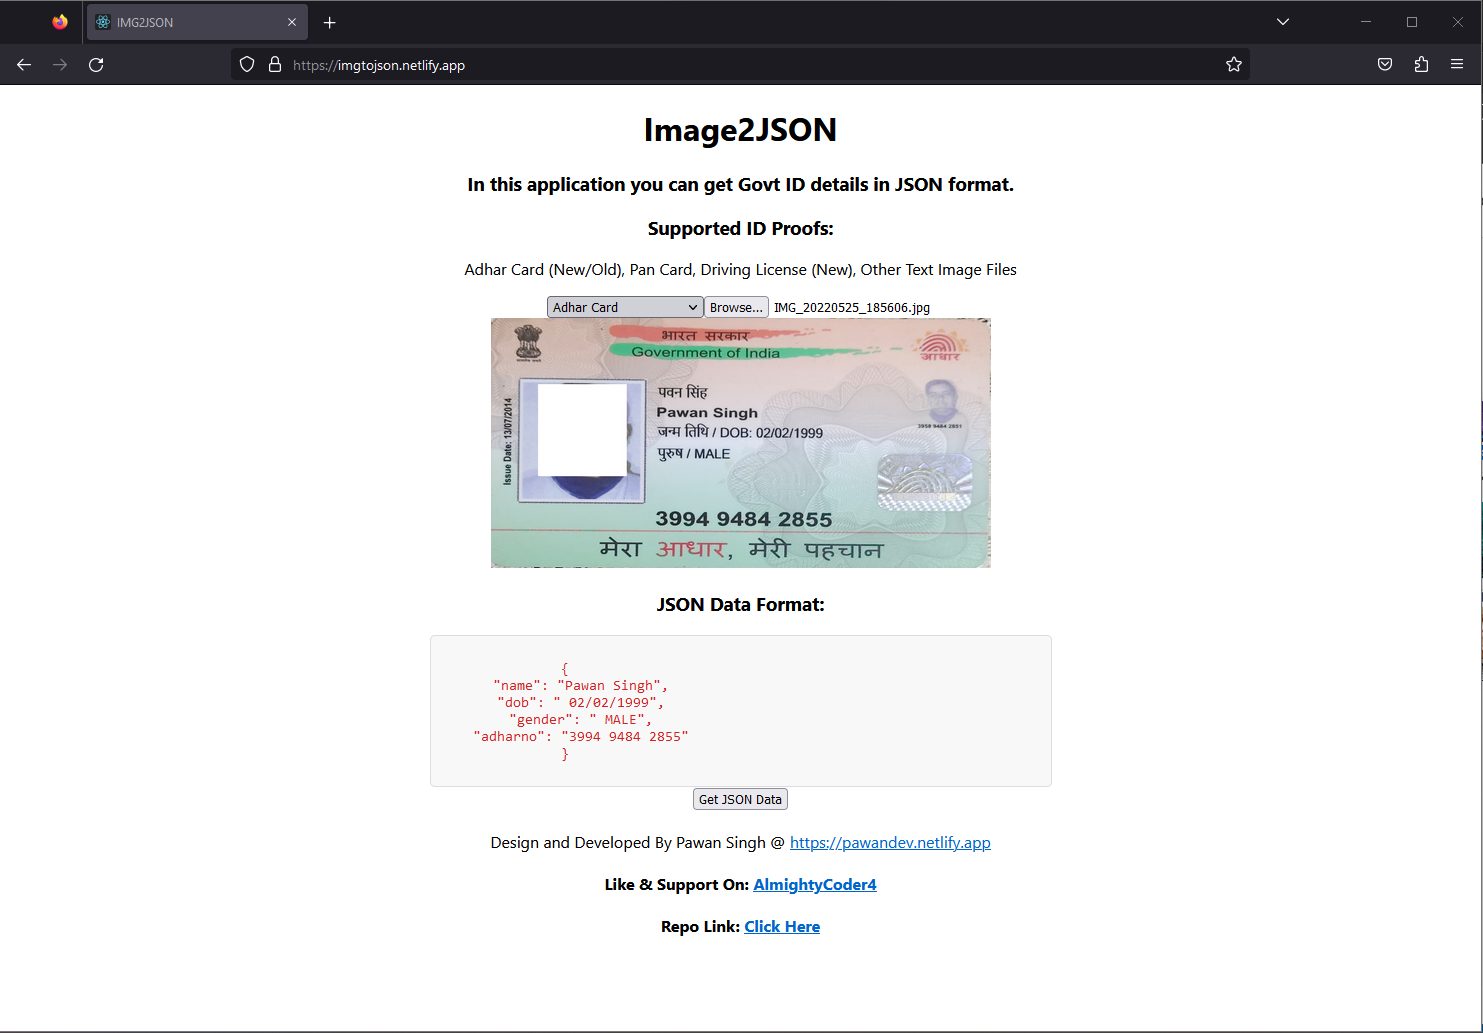 IMG2JSON
https://imgtojson.netlify.app
Image2JSON
In this application you can get Govt ID details in JSON format.
Supported ID Proofs:
Adhar Card (New/Old), Pan Card, Driving License (New), Other Text Image Files
Adhar Card Browse... IMG_20220525_185606.jpg
भारत सरकार
Government of India
आधार
Issue Date: 13/07/2014
पवन सिंह
Pawan Singh
जन्म तिथि / DOB: 02/02/1999
पुरुष / MALE
3994 9484 2855
मेरा आधार, मेरी पहचान
JSON Data Format:
{
"name": "Pawan Singh",
"dob": " 02/02/1999",
"gender": " MALE",
"adharno": "3994 9484 2855"
}
Get JSON Data
Design and Developed By Pawan Singh @ https://pawandev.netlify.app
Like & Support On: AlmightyCoder4
Repo Link: Click Here